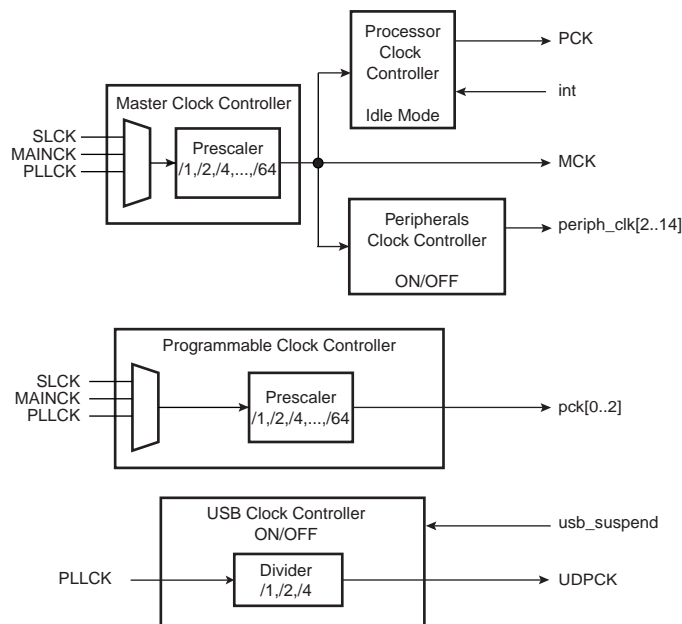 Processor
Clock
Controller
Idle Mode
PCK
int
Master Clock Controller
SLCK
MAINCK
PLLCK
Prescaler
/1,/2,/4,...,/64
MCK
Peripherals
Clock Controller
ON/OFF
periph_clk[2..14]
Programmable Clock Controller
SLCK
MAINCK
PLLCK
Prescaler
/1,/2,/4,...,/64
pck[0..2]
USB Clock Controller
ON/OFF
usb_suspend
PLLCK
Divider
/1,/2,/4
UDPCK